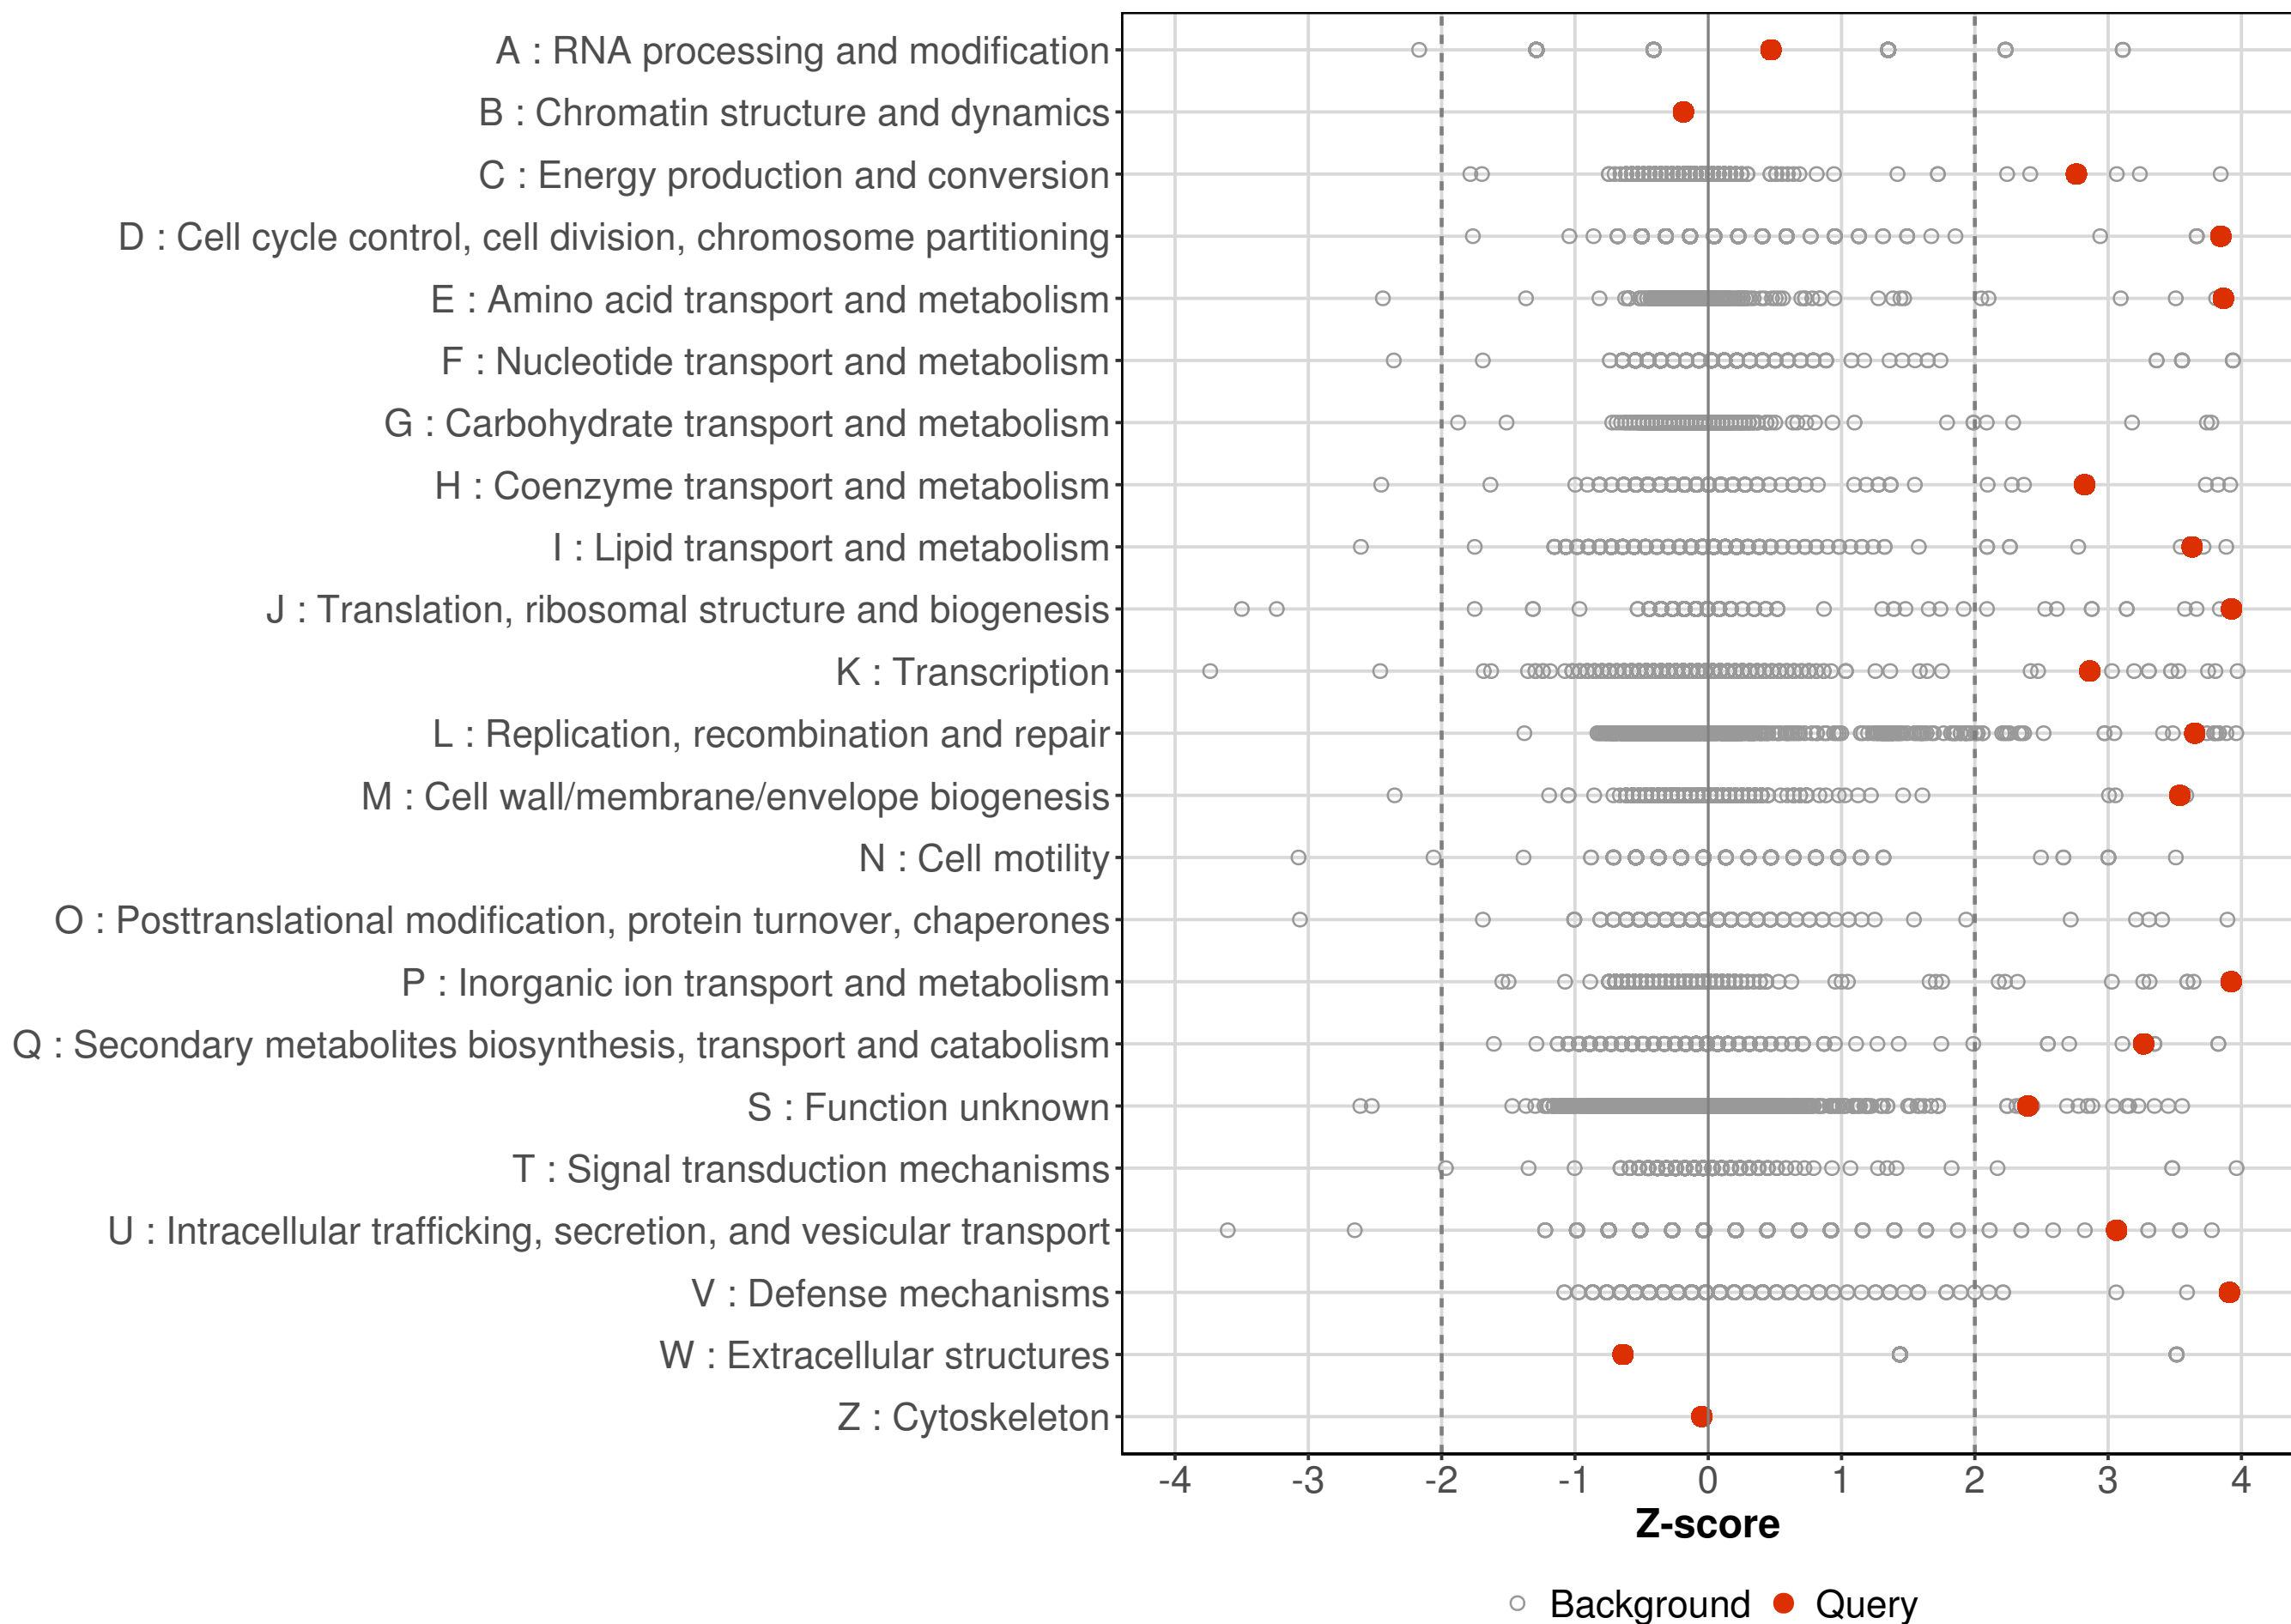 A : RNA processing and modification
B : Chromatin structure and dynamics
C : Energy production and conversion
D : Cell cycle control, cell division, chromosome partitioning
E : Amino acid transport and metabolism
F : Nucleotide transport and metabolism
G : Carbohydrate transport and metabolism
H : Coenzyme transport and metabolism
I : Lipid transport and metabolism
J : Translation, ribosomal structure and biogenesis
K : Transcription
L : Replication, recombination and repair
M : Cell wall/membrane/envelope biogenesis
N : Cell motility
O : Posttranslational modification, protein turnover, chaperones
P : Inorganic ion transport and metabolism
Q : Secondary metabolites biosynthesis, transport and catabolism
S : Function unknown
T : Signal transduction mechanisms
U : Intracellular trafficking, secretion, and vesicular transport
V : Defense mechanisms
W : Extracellular structures
Z : Cytoskeleton
-4 -3 -2 -1 0 1 2 3 4
Z-score
Background Query